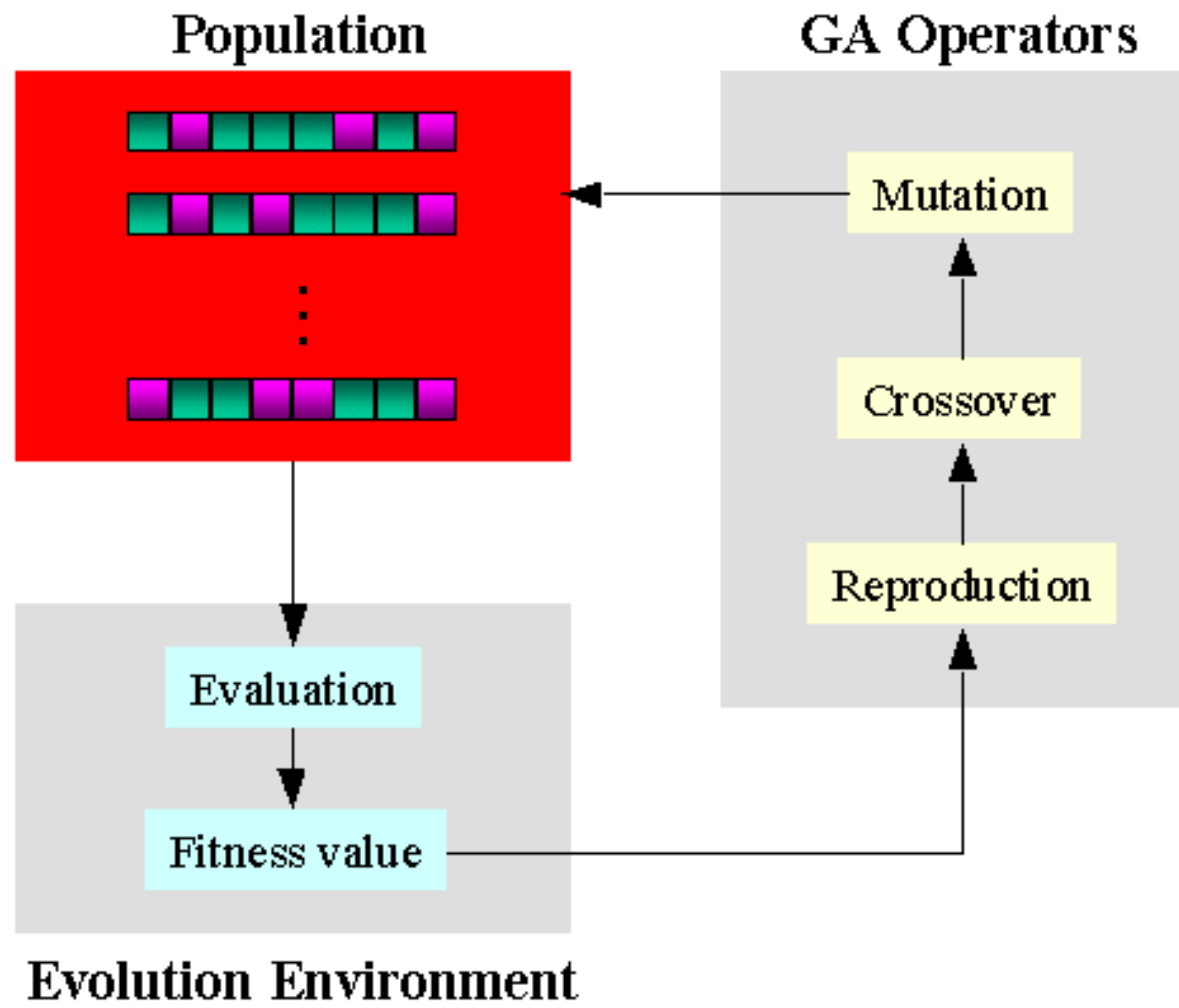 Population
GA Operators
Mutation
Crossover
Reproduction
Evaluation
Fitness value
Evolution Environment